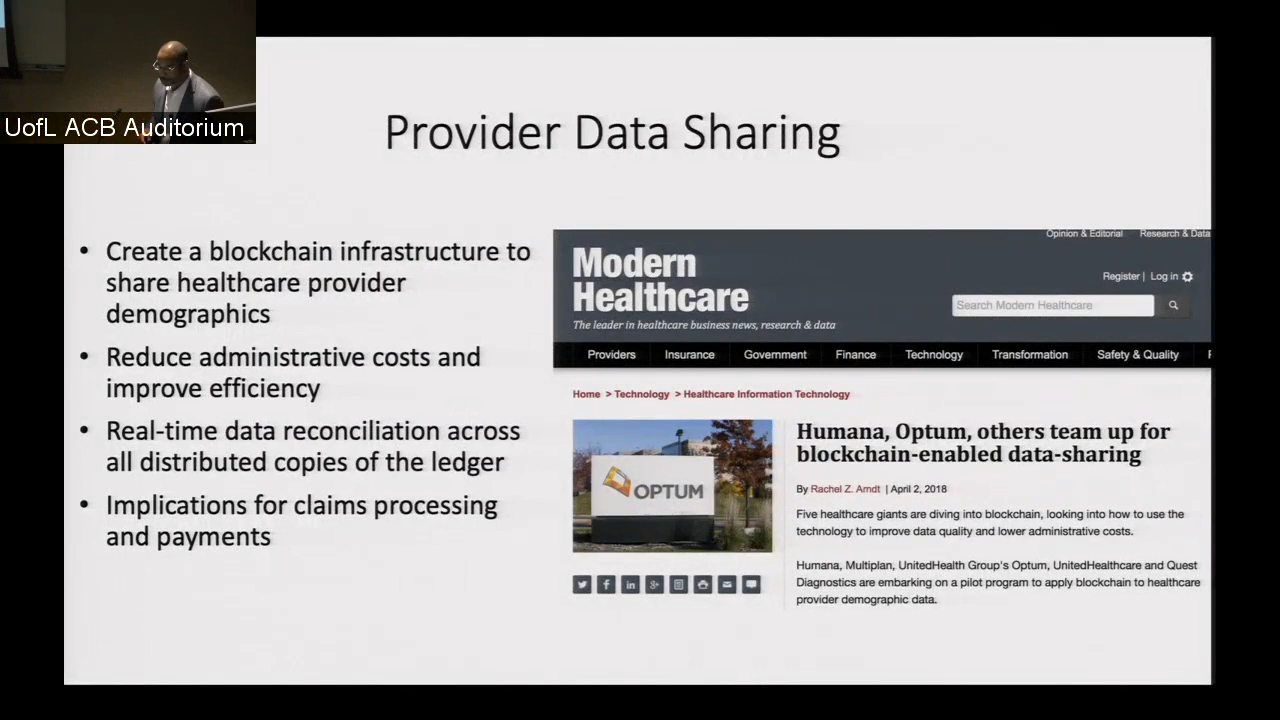 UofL ACB Auditorium
Provider Data Sharing
• Create a blockchain infrastructure to
share healthcare provider
demographics
• Reduce administrative costs and
improve efficiency
• Real-time data reconciliation across
all distributed copies of the ledger
• Implications for claims processing
and payments
Opinion & Editorial Research & Data
Modern
Healthcare
The leader in healthcare business news, research & data
Register | Log in
Search Modern Healthcare
Providers Insurance Government Finance Technology Transformation Safety & Quality
Home > Technology > Healthcare Information Technology
OPTUM
Humana, Optum, others team up for
blockchain-enabled data-sharing
By Rachel Z. Arndt | April 2, 2018
Five healthcare giants are diving into blockchain, looking into how to use the
technology to improve data quality and lower administrative costs.
Humana, Multiplan, UnitedHealth Group's Optum, UnitedHealthcare and Quest
Diagnostics are embarking on a pilot program to apply blockchain to healthcare
provider demographic data.